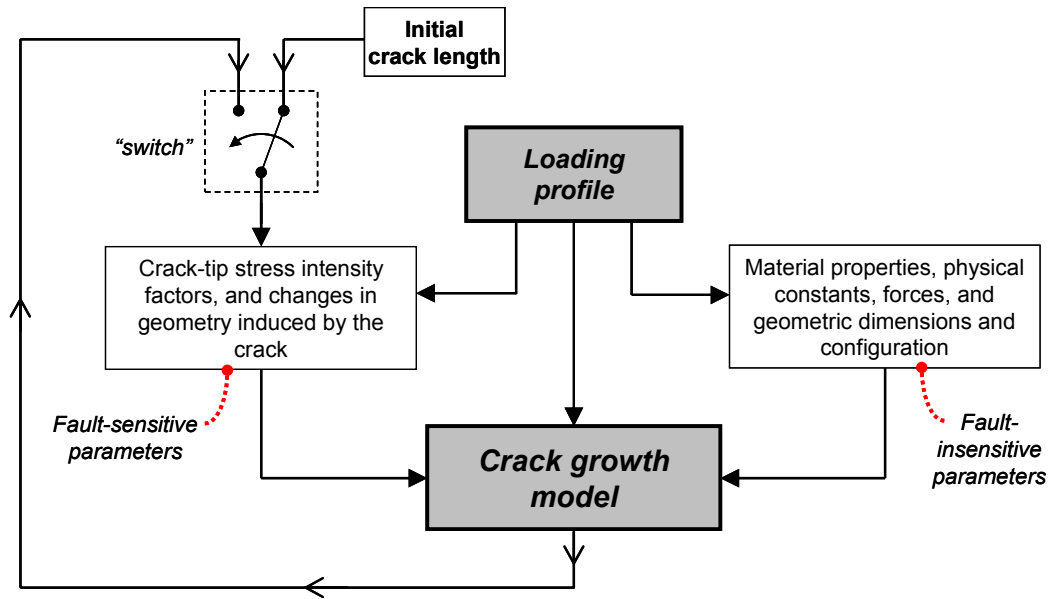 Initial
crack length
“switch”
Loading
profile
Crack-tip stress intensity
factors, and changes in
geometry induced by the
crack
Material properties, physical
constants, forces, and
geometric dimensions and
configuration
Fault-sensitive
parameters
Fault-
insensitive
parameters
Crack growth
model